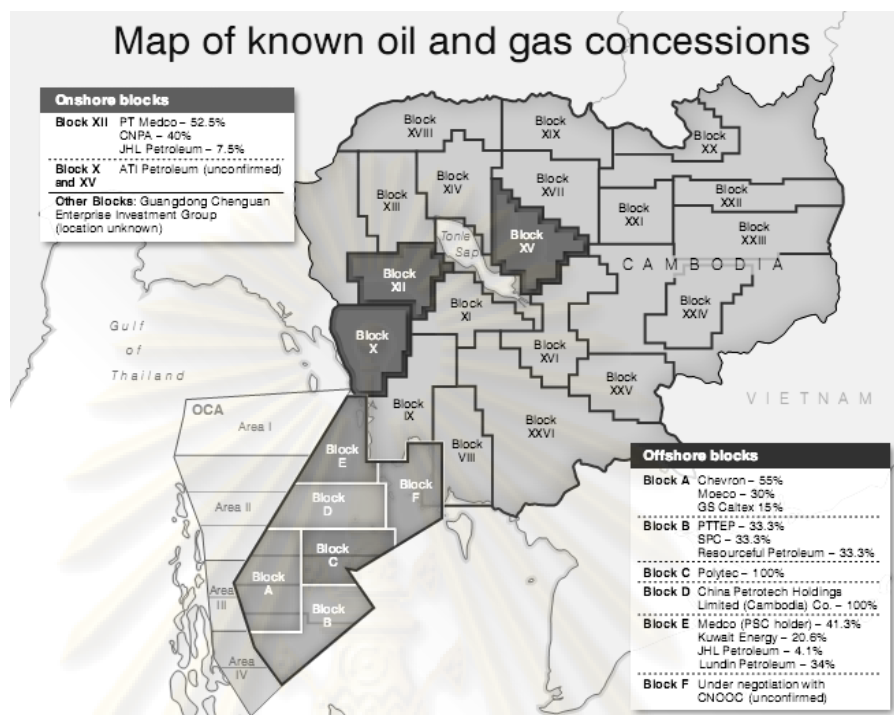 Map of known oil and gas concessions
Onshore blocks
Block XII PT Medco – 52.5%
CNPA – 40%
JHL Petroleum – 7.5%
Block X and XV ATI Petroleum (unconfirmed)
Other Blocks: Guangdong Chenguan
Enterprise Investment Group
(location unknown)
Block
XVIII
Block
XIX
Block
XX
Block
XIII
Block
XIV
Block
XVII
Block
XXI
Block
XXII
Block
XXIII
Tonle
Sap
Block
XV
CAMBODIA
Block
XII
Block
XI
Block
XXIV
Block
X
Block
XVI
Block
XXV
Gulf
of
Thailand
VIETNAM
OCA
Area I
Block
IX
Block
XXVI
Block
VIII
Block
E
Block
F
Area II
Block
D
Block
C
Block
A
Area
III
Block
B
Area
IV
Offshore blocks
Block A Chevron – 55%
Moeco – 30%
GS Caltex 15%
Block B PTTEP – 33.3%
SPC – 33.3%
Resourceful Petroleum – 33.3%
Block C Polytec – 100%
Block D China Petrotech Holdings
Limited (Cambodia) Co. – 100%
Block E Medco (PSC holder) – 41.3%
Kuwait Energy – 20.6%
JHL Petroleum – 4.1%
Lundin Petroleum – 34%
Block F Under negotiation with
CNOOC (unconfirmed)